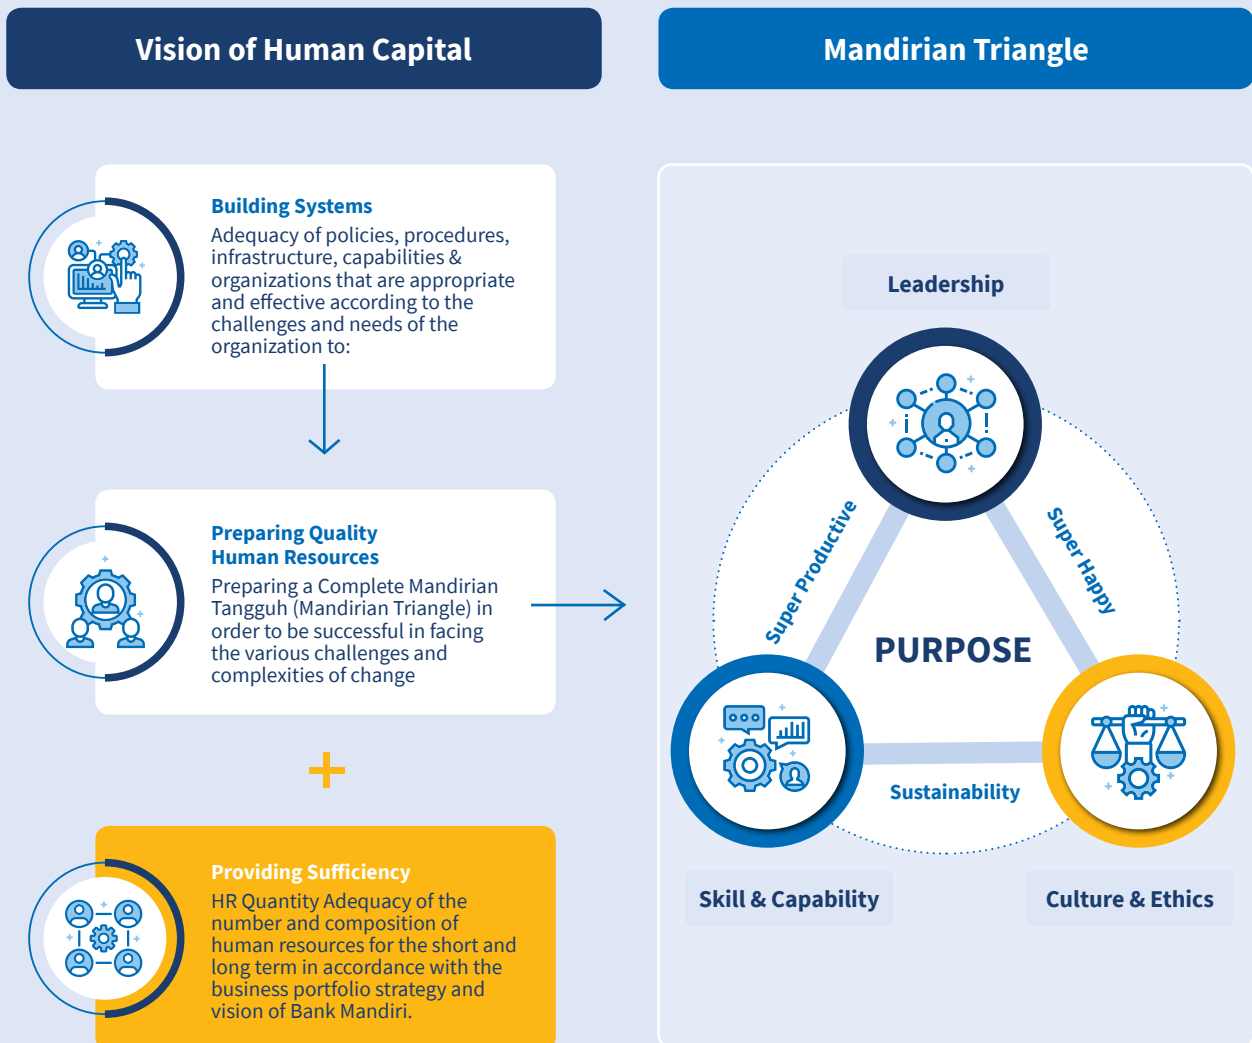 Vision of Human Capital
Building Systems
Adequacy of policies, procedures,
infrastructure, capabilities &
organizations that are appropriate
and effective according to the
challenges and needs of the
organization to:
Preparing Quality
Human Resources
Preparing a Complete Mandirian
Tangguh (Mandirian Triangle) in
order to be successful in facing
the various challenges and
complexities of change
+
Providing Sufficiency
HR Quantity Adequacy of the
number and composition of
human resources for the short and
long term in accordance with the
business portfolio strategy and
vision of Bank Mandiri.
Mandirian Triangle
Leadership
Super Productive
Super Happy
PURPOSE
Sustainability
Skill & Capability
Culture & Ethics